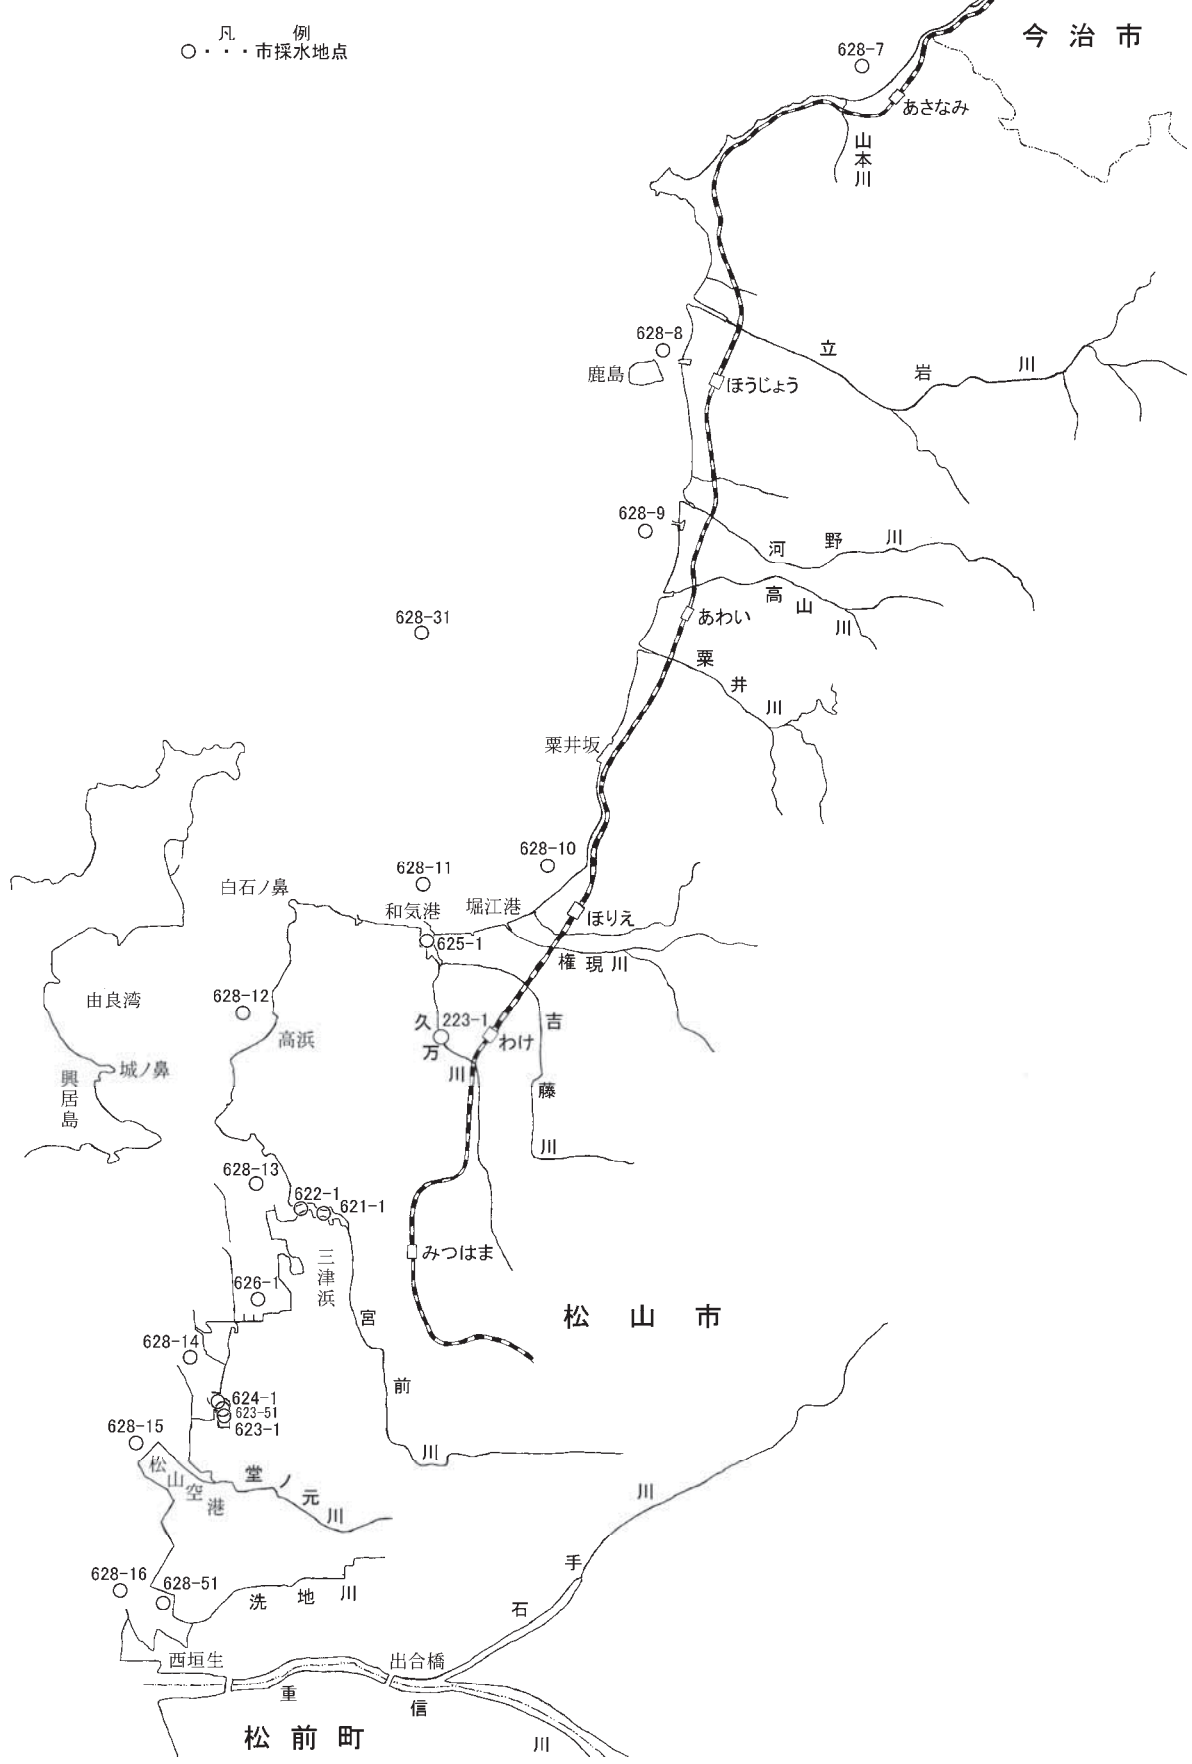 凡 例
○・・・市採水地点
今治市
628-7
あさなみ
山本川
628-8
鹿島
ほうじょう
立岩川
628-9
河野川
高山川
628-31
あわい
粟井川
粟井坂
628-10
628-11
白石ノ鼻
和気港
堀江港
ほりえ
625-1
権現川
由良湾
628-12
高浜
久万川
223-1
わけ
吉藤川
城ノ鼻
興居島
628-13
622-1
621-1
三津浜
みつはま
626-1
宮前川
松山市
628-14
624-1
623-51
623-1
628-15
松山空港
堂ノ元川
石手川
628-16
628-51
洗地川
西垣生
出合橋
重信川
松前町